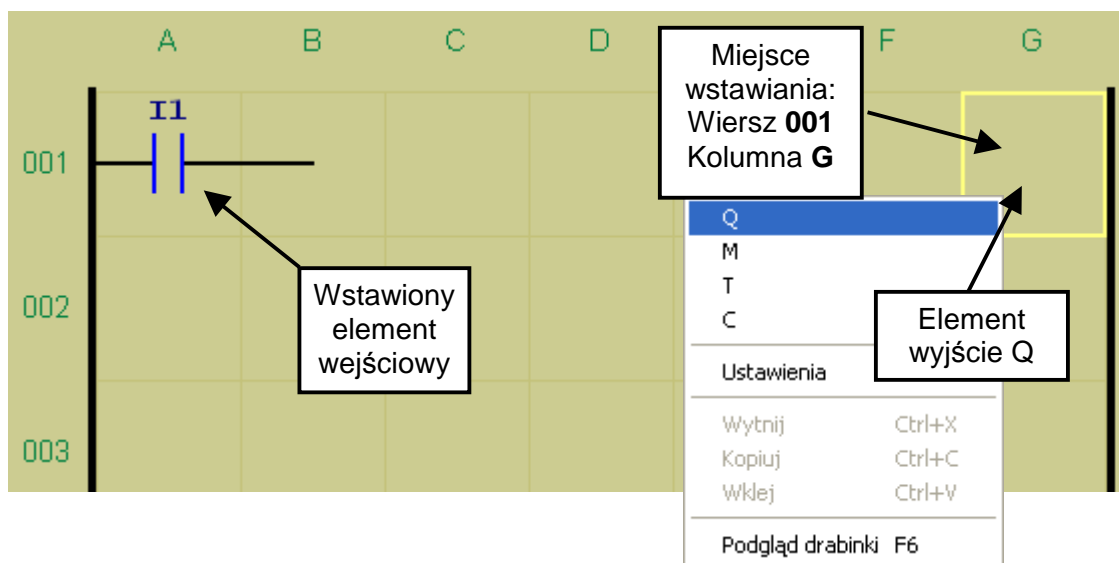 A B C D F G
Miejsce
wstawiania:
Wiersz 001
Kolumna G
I1
001
Q
M
T
C
Wstawiony
element
wejściowy
002
Element
wyjście Q
Ustawienia
003
Wytnij Ctrl+X
Kopiuj Ctrl+C
Wklej Ctrl+V
Podgląd drabinki F6